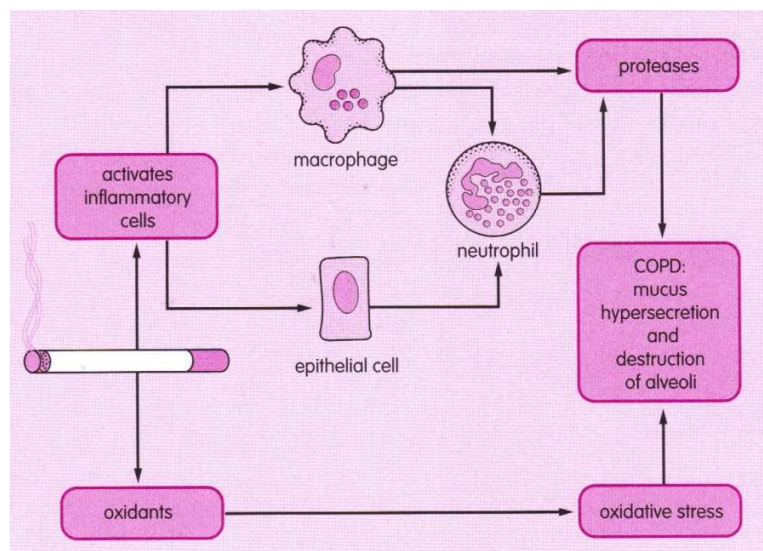 proteases
macrophage
activates
inflammatory
cells
neutrophil
COPD:
mucus
hypersecretion
and
destruction
of alveoli
epithelial cell
oxidants
oxidative stress